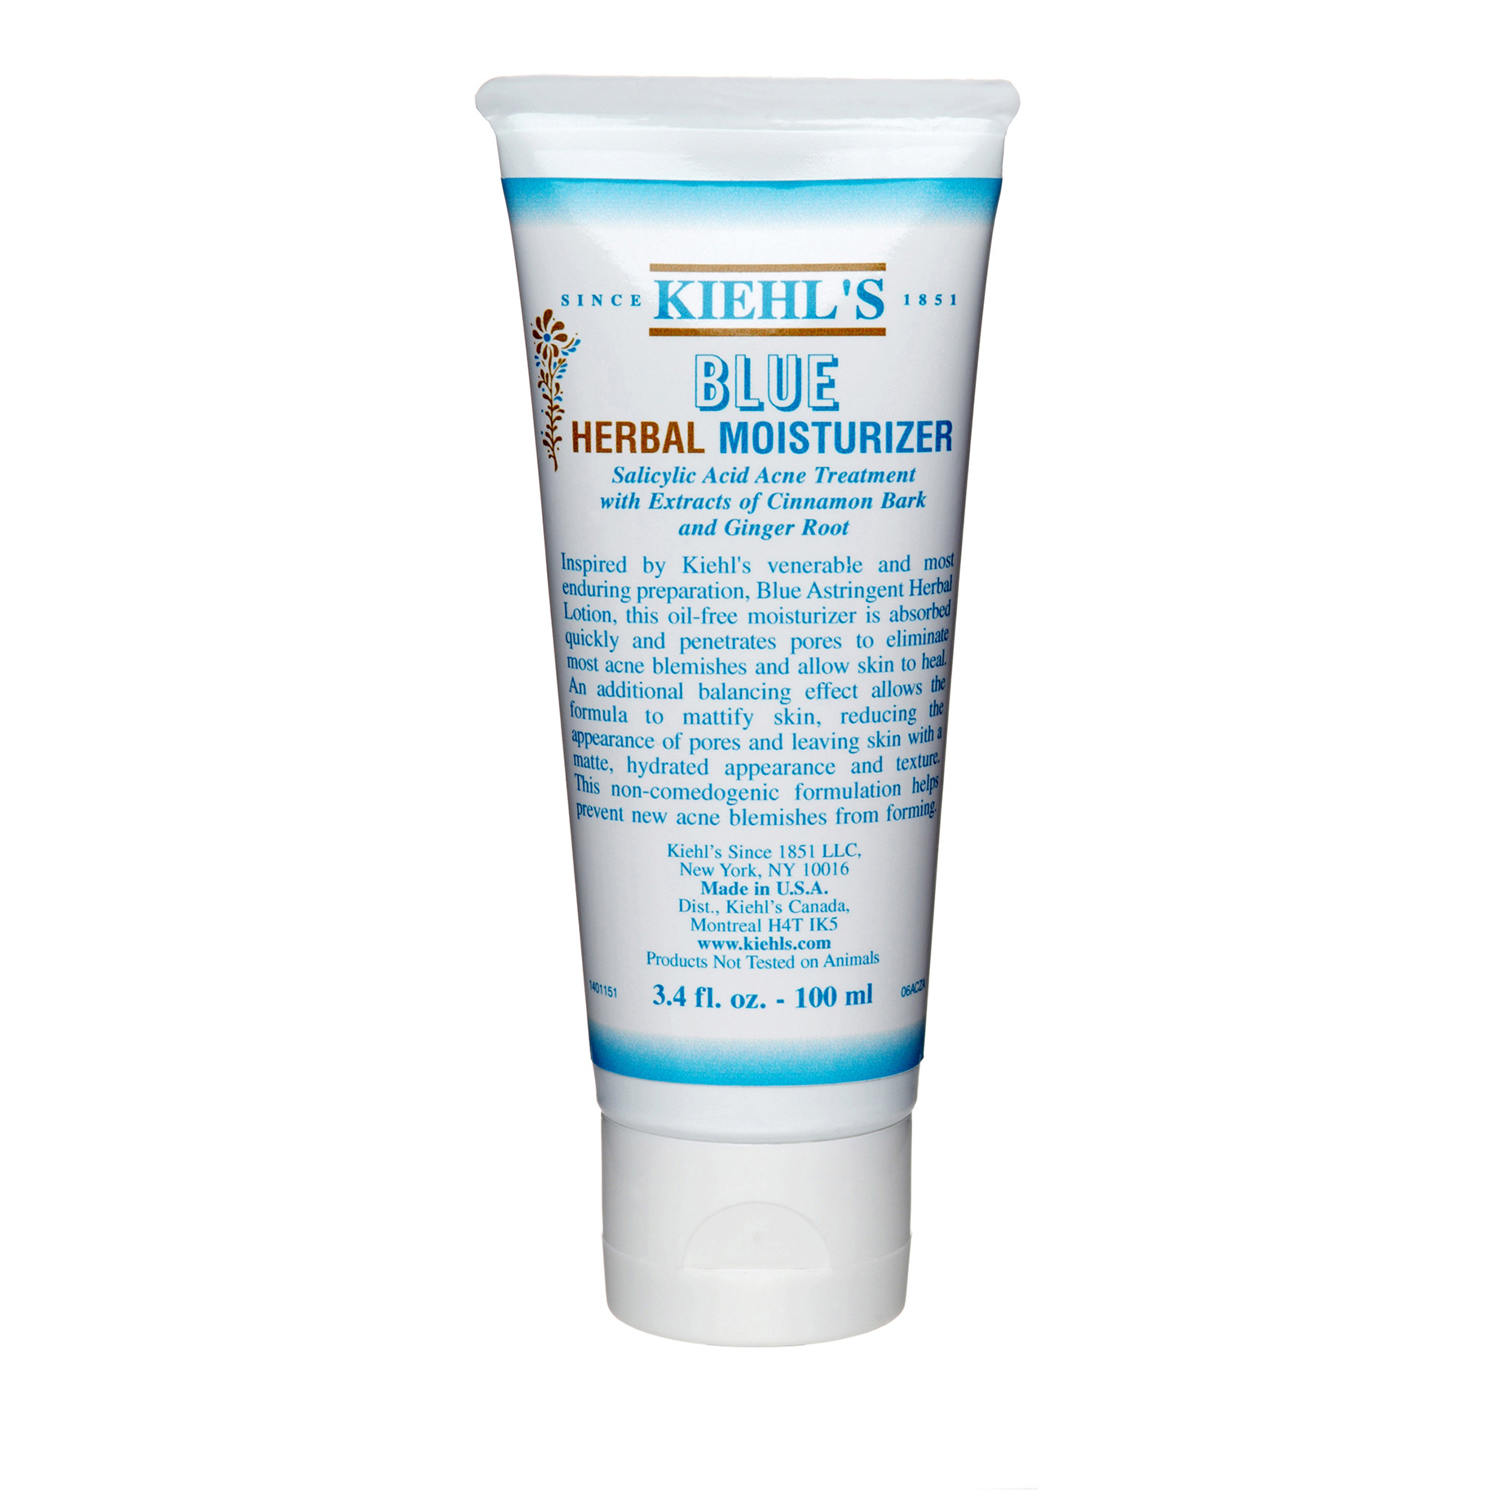 SINCE KIEHL'S 1851
BLUE
HERBAL MOISTURIZER
Salicylic Acid Acne Treatment
with Extracts of Cinnamon Bark
and Ginger Root
Inspired by Kiehl's venerable and most
enduring preparation, Blue Astringent Herbal
Lotion, this oil-free moisturizer is absorbed
quickly and penetrates pores to eliminate
most acne blemishes and allow skin to heal.
An additional balancing effect allows the
formula to mattify skin, reducing the
appearance of pores and leaving skin with a
matte, hydrated appearance and texture.
This non-comedogenic formulation helps
prevent new acne blemishes from forming.
Kiehl's Since 1851 LLC,
New York, NY 10016
Made in U.S.A.
Dist., Kiehl's Canada,
Montreal H4T IK5
www.kiehls.com
Products Not Tested on Animals
1401151 3.4 fl. oz. - 100 ml 06ACZA